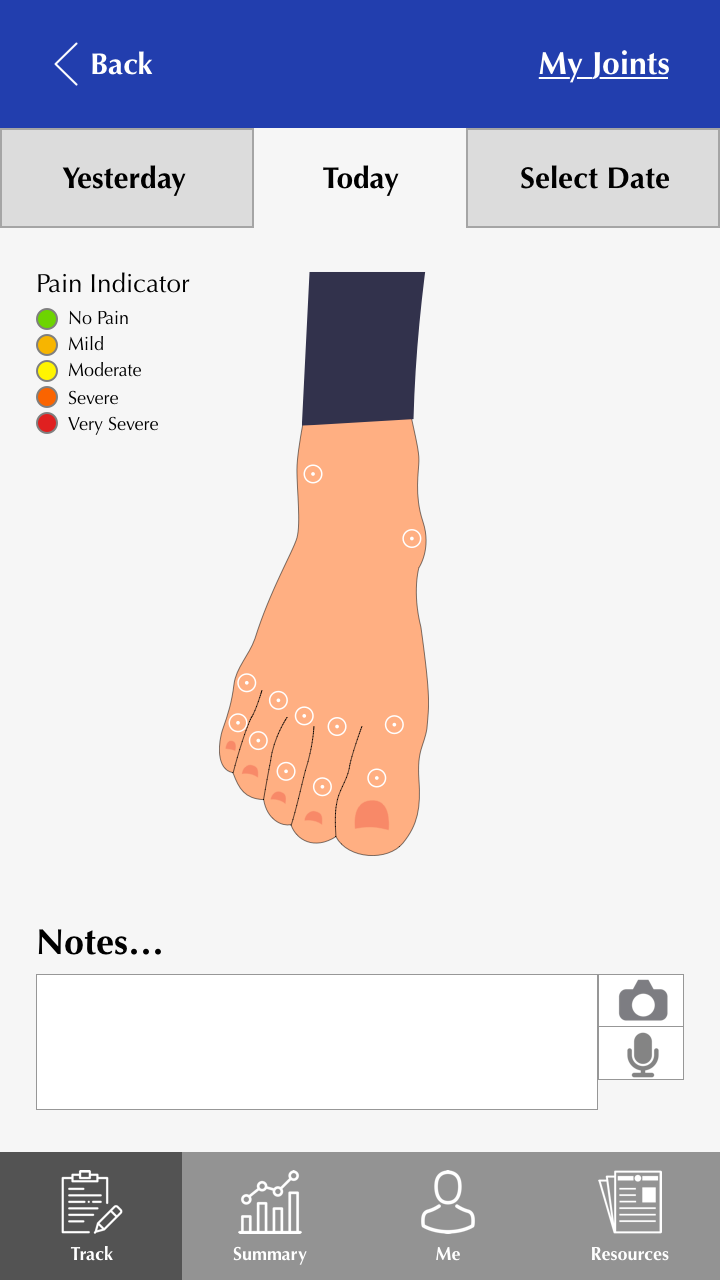 Back
My Joints
Yesterday
Today
Select Date
Pain Indicator
No Pain
Mild
Moderate
Severe
Very Severe
Notes...
Track
Summary
Me
Resources